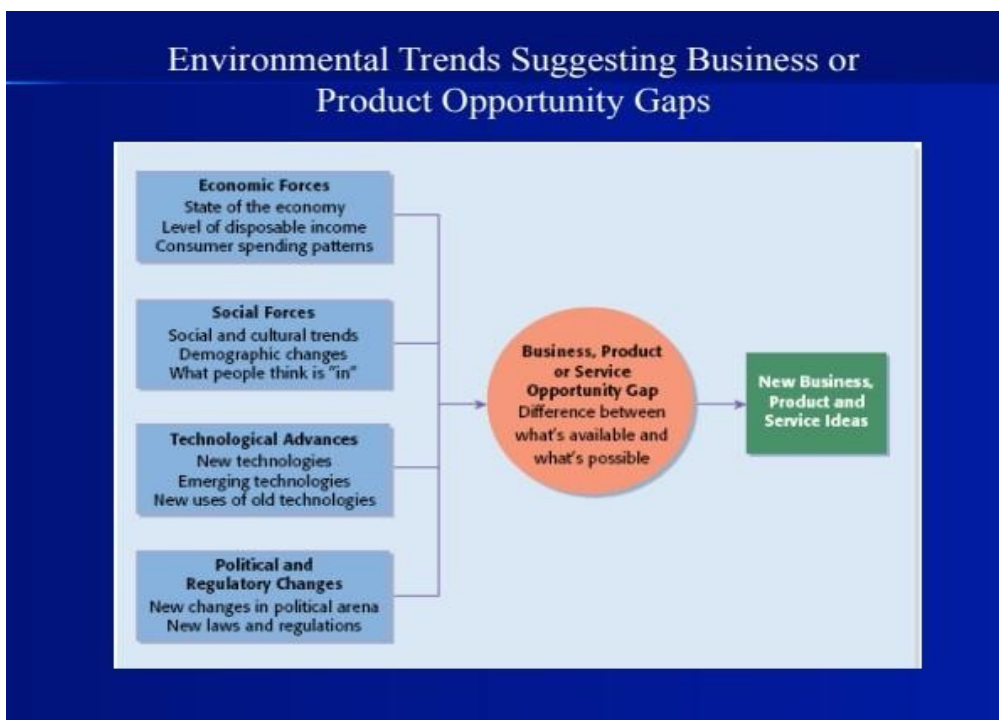 Environmental Trends Suggesting Business or
Product Opportunity Gaps
Economic Forces
State of the economy
Level of disposable income
Consumer spending patterns
Social Forces
Social and cultural trends
Demographic changes
What people think is “in”
Technological Advances
New technologies
Emerging technologies
New uses of old technologies
Political and
Regulatory Changes
New changes in political arena
New laws and regulations
Business, Product
or Service
Opportunity Gap
Difference between
what’s available and
what’s possible
New Business,
Product and
Service Ideas